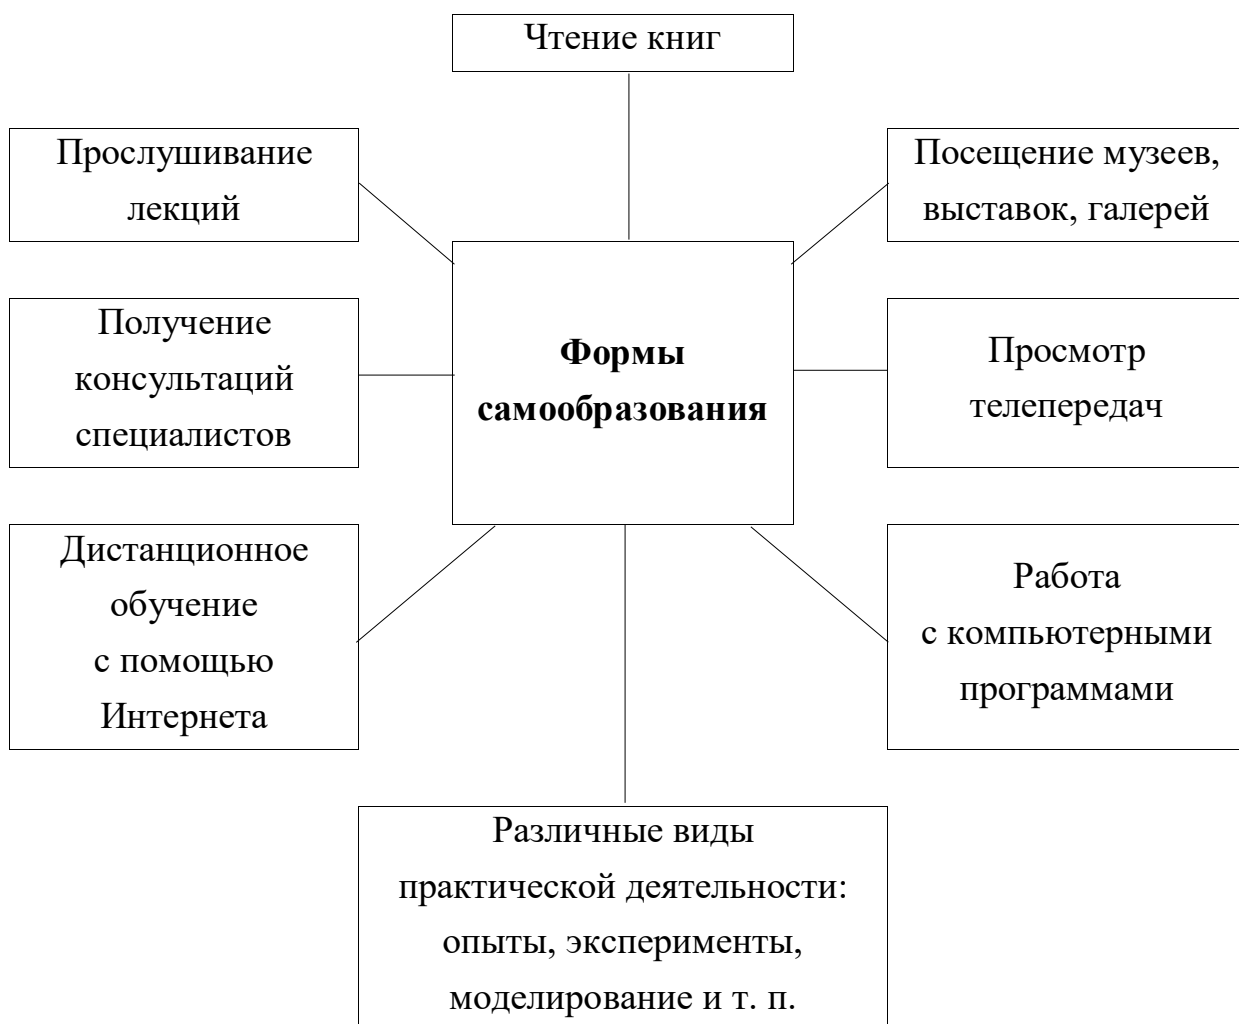 Чтение книг
Прослушивание
лекций
Посещение музеев,
выставок, галерей
Получение
консультаций
специалистов
Формы
самообразования
Просмотр
телепередач
Дистанционное
обучение
с помощью
Интернета
Работа
с компьютерными
программами
Различные виды
практической деятельности:
опыты, эксперименты,
моделирование и т. п.